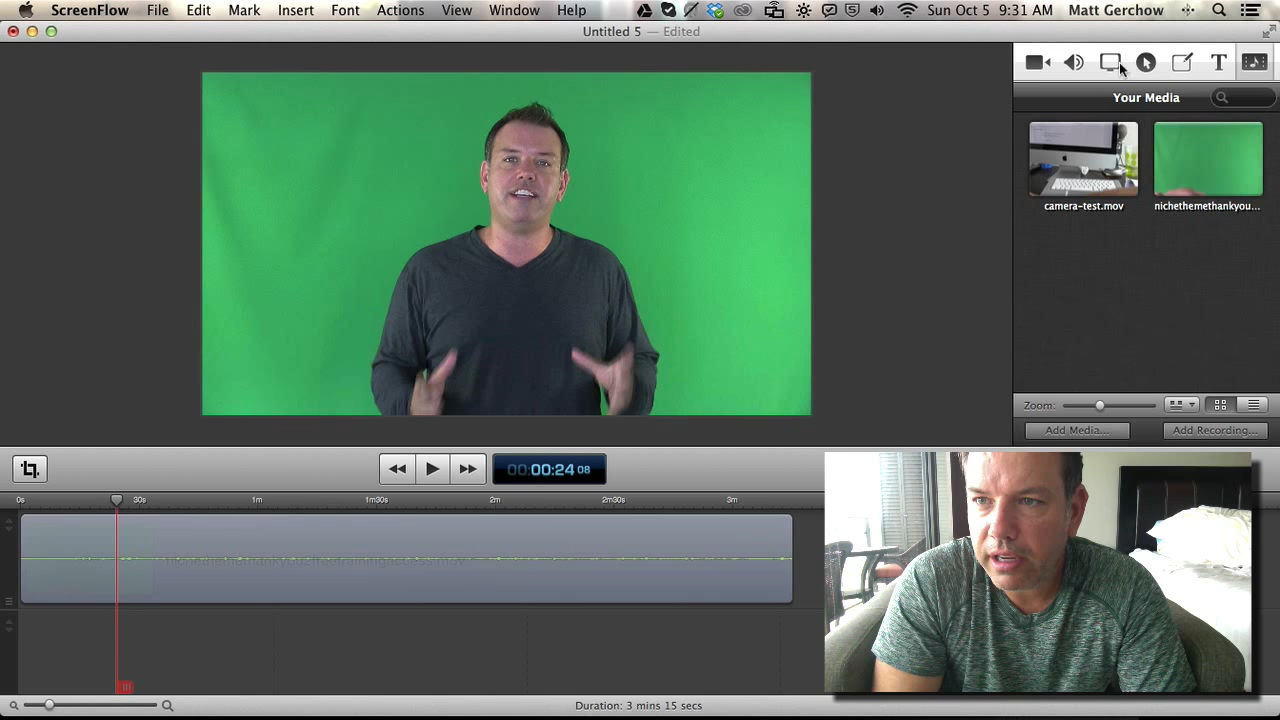 ScreenFlow File Edit Mark Insert Font Actions View Window Help Sun Oct 5 9:31 AM Matt Gerchow
Untitled 5 — Edited
T
Your Media
camera-test.mov nichethemethankyou...
Zoom:
Add Media... Add Recording...
00:00:24 08
0s 30s 1m 1m30s 2m 2m30s 3m
Duration: 3 mins 15 secs